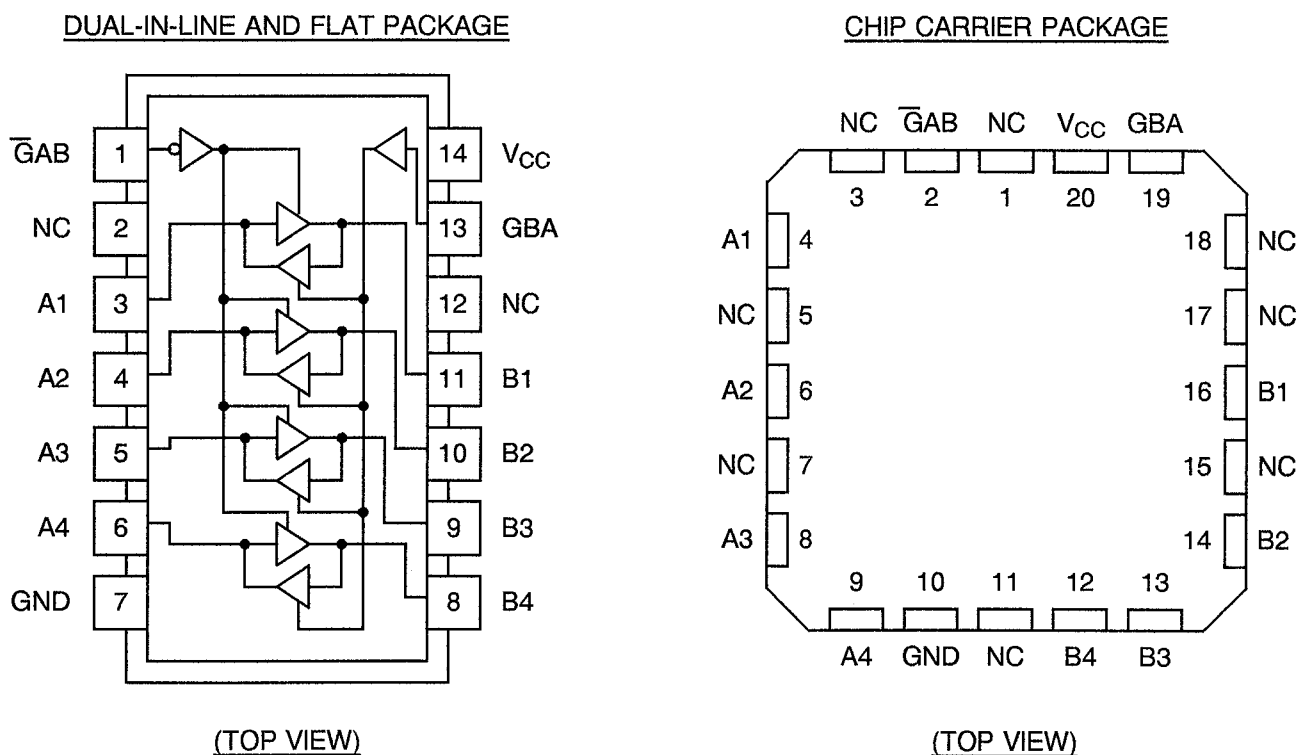 DUAL-IN-LINE AND FLAT PACKAGE
G̅AB 1 14 VCC
NC 2 13 GBA
A1 3 12 NC
A2 4 11 B1
A3 5 10 B2
A4 6 9 B3
GND 7 8 B4
(TOP VIEW)
CHIP CARRIER PACKAGE
NC G̅AB NC VCC GBA
3 2 1 20 19
A1 4 18 NC
NC 5 17 NC
A2 6 16 B1
NC 7 15 NC
A3 8 14 B2
9 10 11 12 13
A4 GND NC B4 B3
(TOP VIEW)